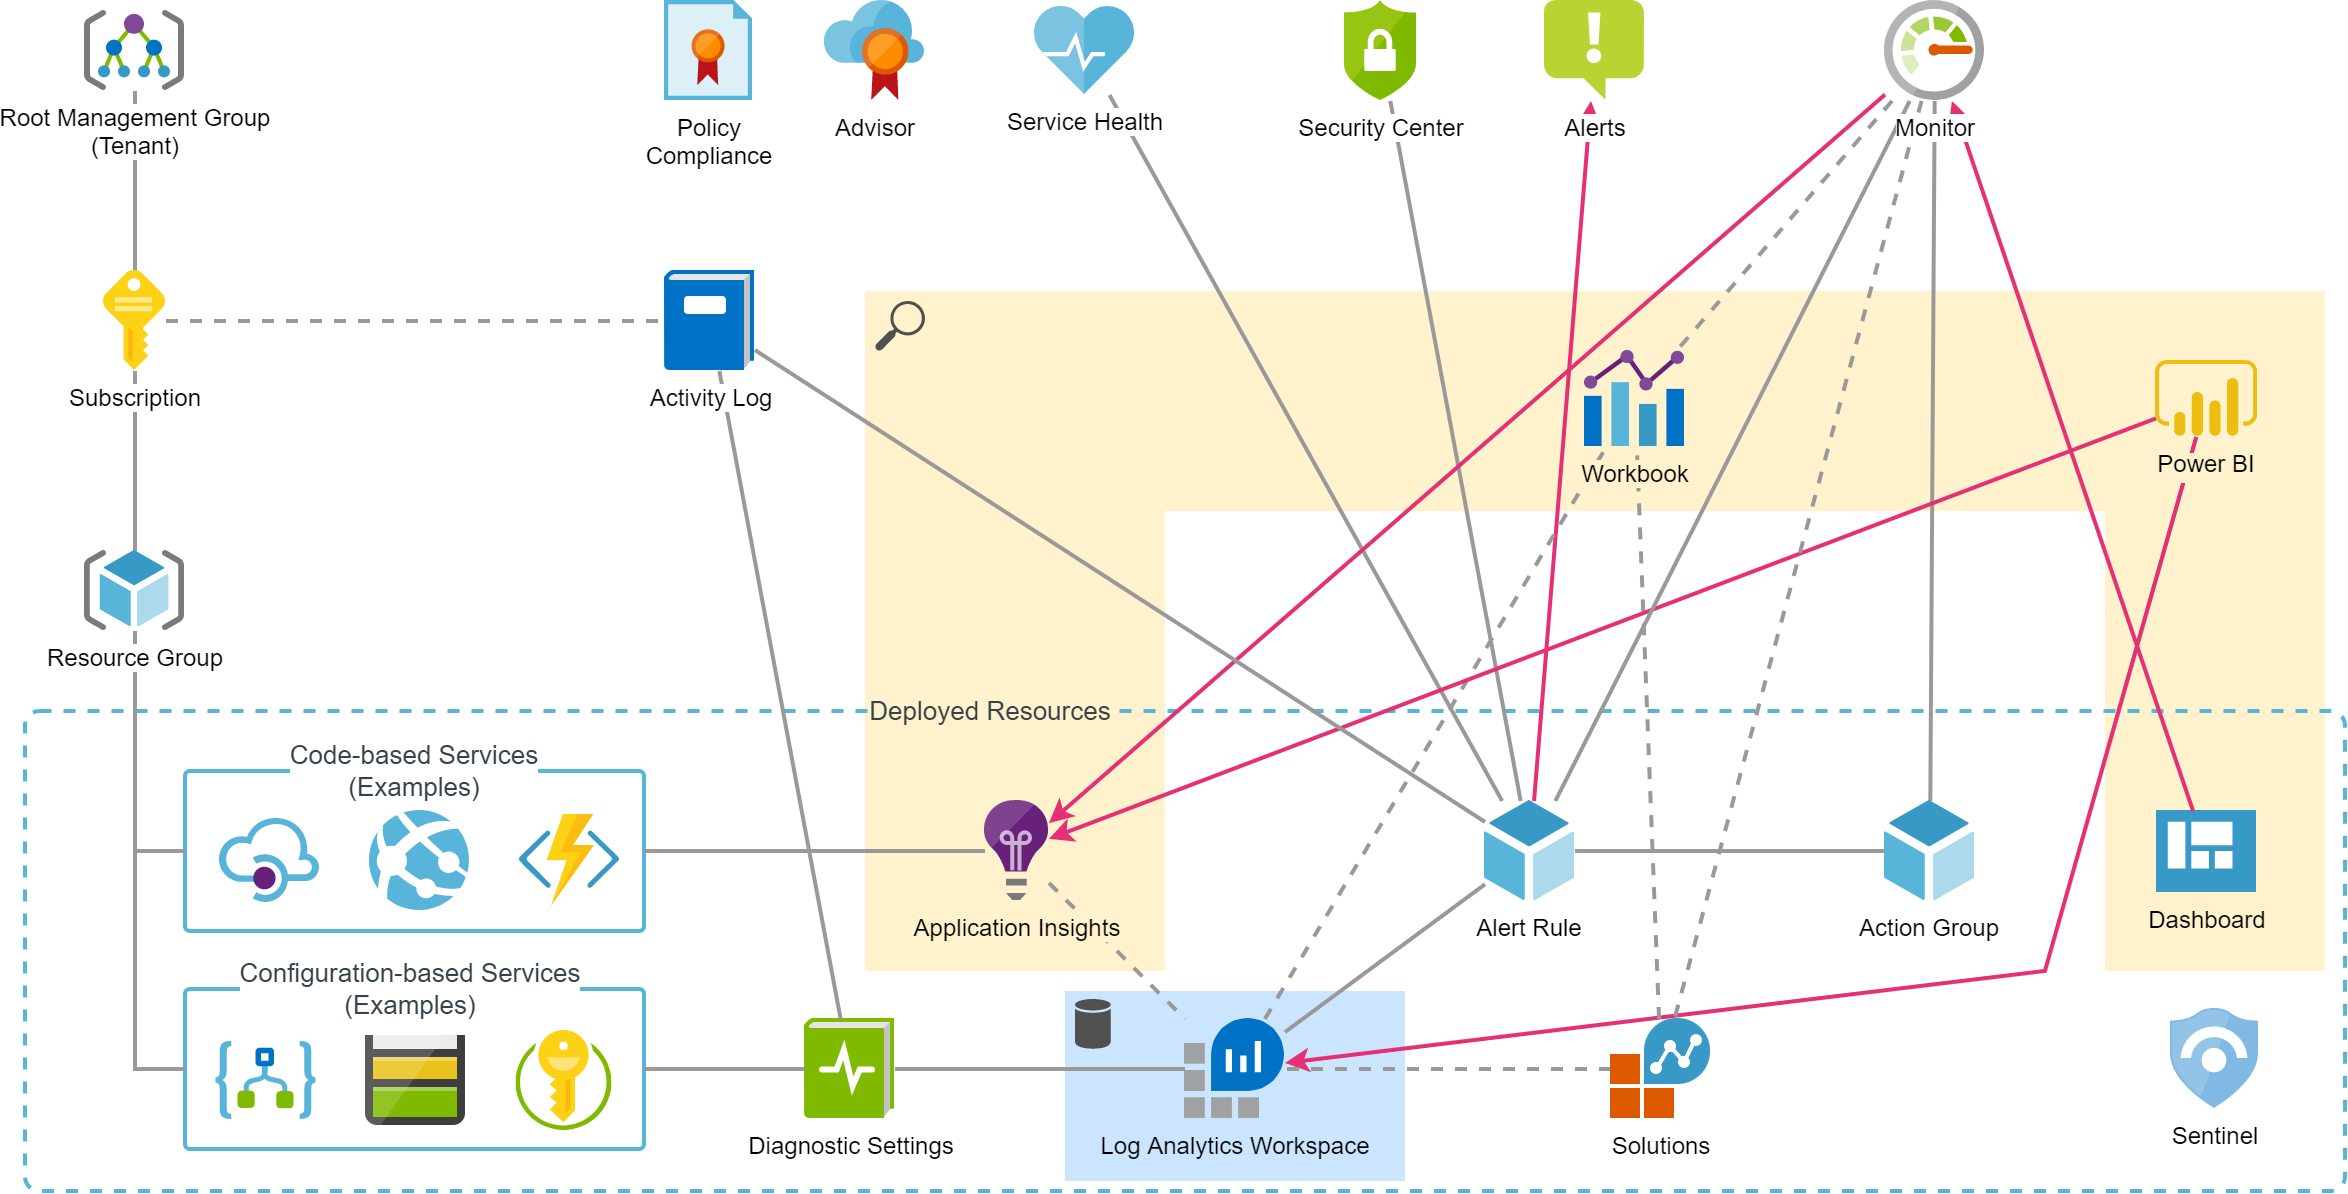 Root Management Group
(Tenant)
Policy
Compliance
Advisor
Service Health
Security Center
Alerts
Monitor
Subscription
Activity Log
Workbook
Power BI
Resource Group
Deployed Resources
Code-based Services
(Examples)
Application Insights
Alert Rule
Action Group
Dashboard
Configuration-based Services
(Examples)
Diagnostic Settings
Log Analytics Workspace
Solutions
Sentinel